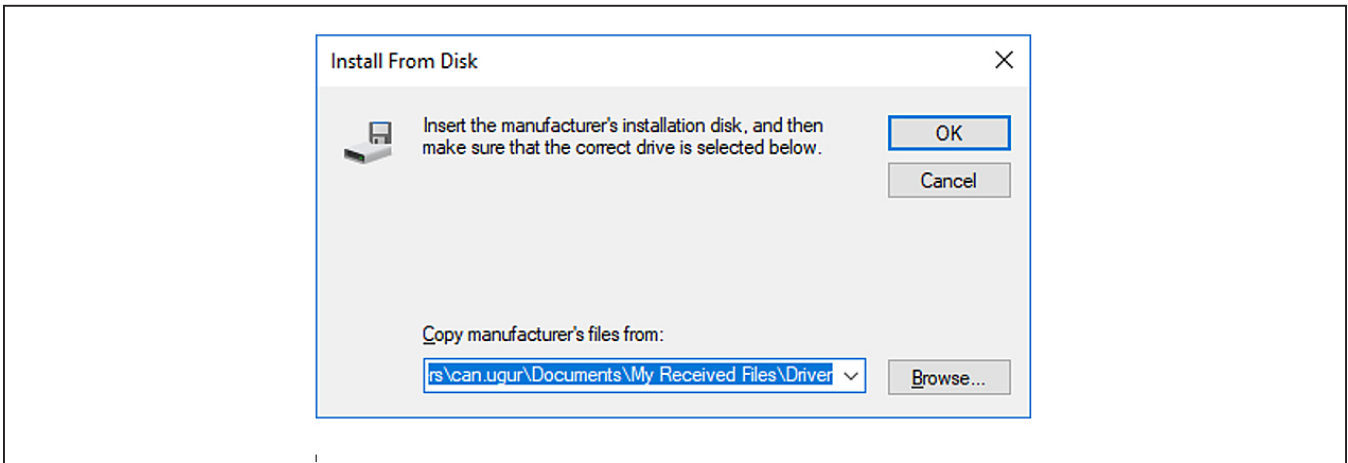 Install From Disk
Insert the manufacturer's installation disk, and then
make sure that the correct drive is selected below.
OK
Cancel
Copy manufacturer's files from:
rs\can.ugur\Documents\My Received Files\Driver
Browse...